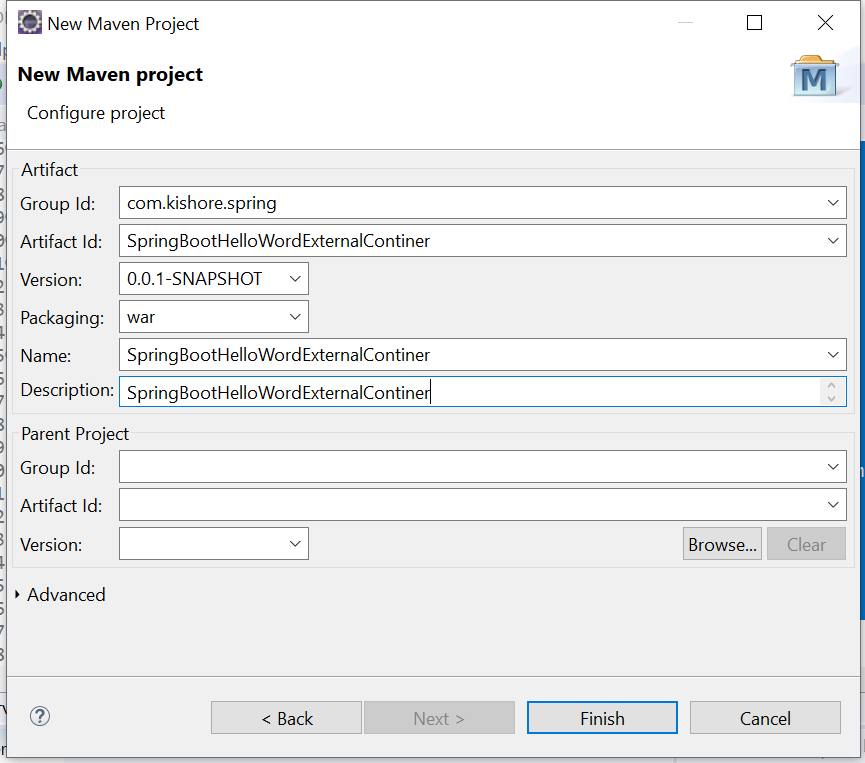 New Maven Project
New Maven project
Configure project
M
Artifact
Group Id: com.kishore.spring
Artifact Id: SpringBootHelloWordExternalContiner
Version: 0.0.1-SNAPSHOT
Packaging: war
Name: SpringBootHelloWordExternalContiner
Description: SpringBootHelloWordExternalContiner
Parent Project
Group Id:
Artifact Id:
Version:
Browse... Clear
Advanced
? < Back Next > Finish Cancel